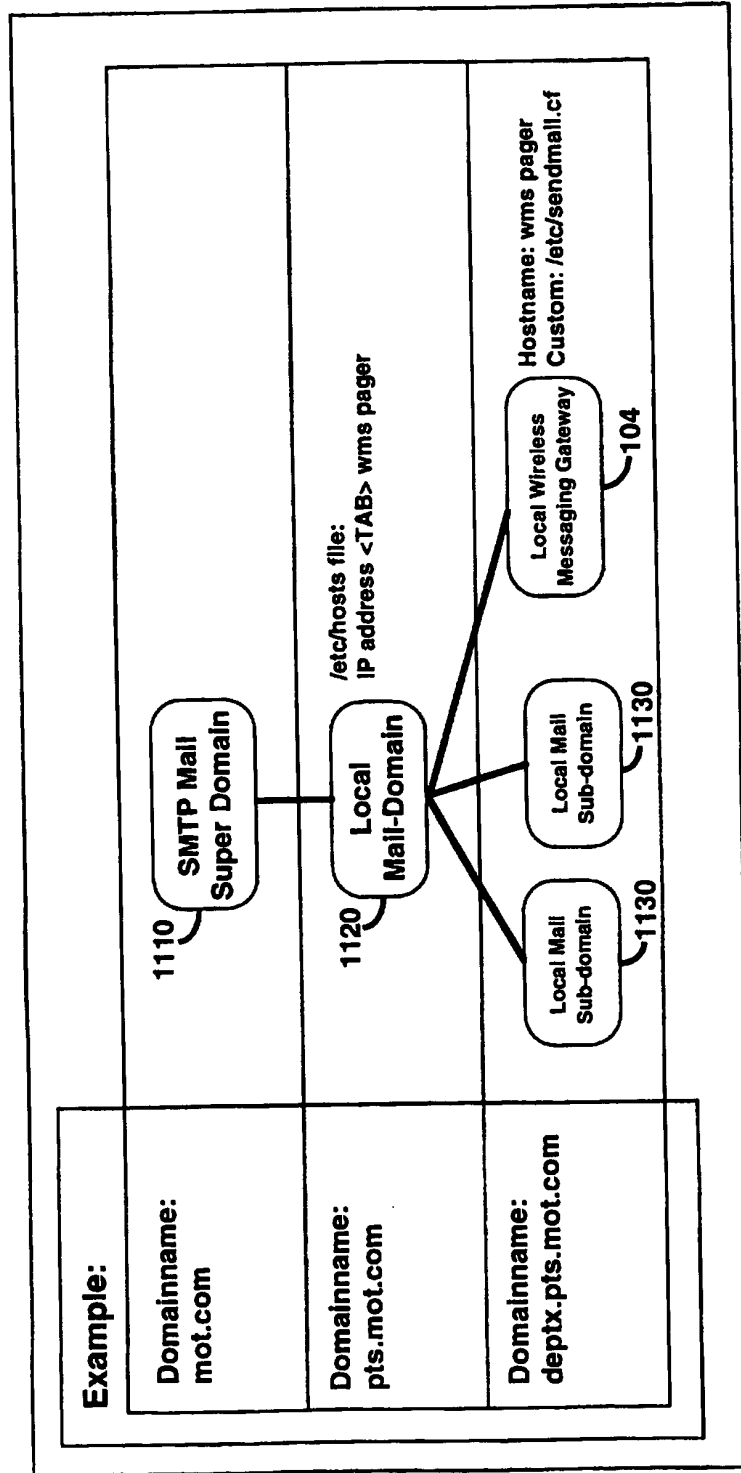 Example:
Domainname:
mot.com
1110
SMTP Mail
Super Domain
Domainname:
pts.mot.com
1120
Local
Mail-Domain
/etc/hosts file:
IP address <TAB> wms pager
Domainname:
deptx.pts.mot.com
Local Mail
Sub-domain
1130
Local Mail
Sub-domain
1130
Local Wireless
Messaging Gateway
104
Hostname: wms pager
Custom: /etc/sendmail.cf